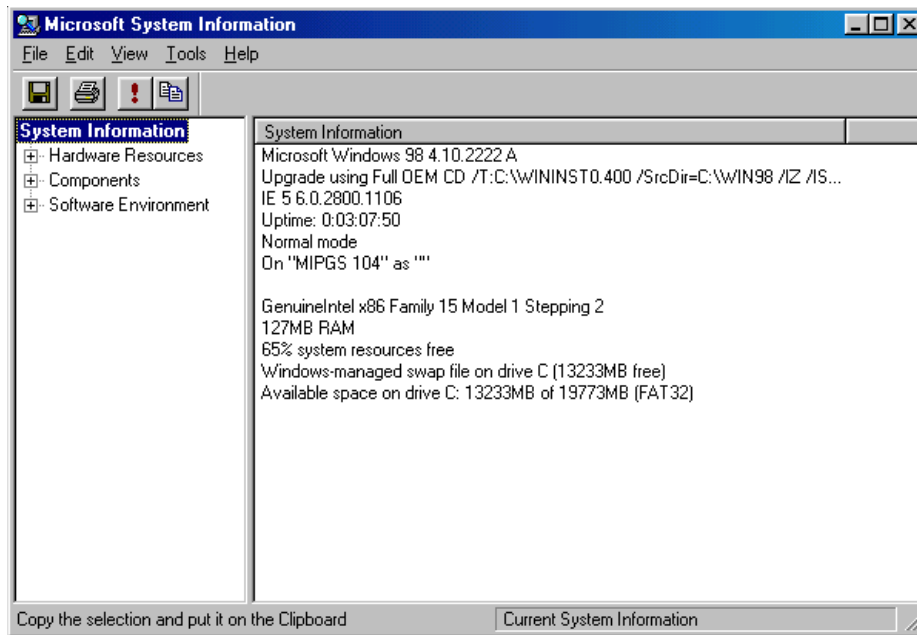 Microsoft System Information
File Edit View Tools Help
System Information
Hardware Resources
Components
Software Environment
System Information
Microsoft Windows 98 4.10.2222 A
Upgrade using Full OEM CD /T:C:\WININST0.400 /SrcDir=C:\WIN98 /IZ /IS...
IE 5 6.0.2800.1106
Uptime: 0:03:07:50
Normal mode
On "MIPGS 104" as ""
GenuineIntel x86 Family 15 Model 1 Stepping 2
127MB RAM
65% system resources free
Windows-managed swap file on drive C (13233MB free)
Available space on drive C: 13233MB of 19773MB (FAT32)
Copy the selection and put it on the Clipboard
Current System Information